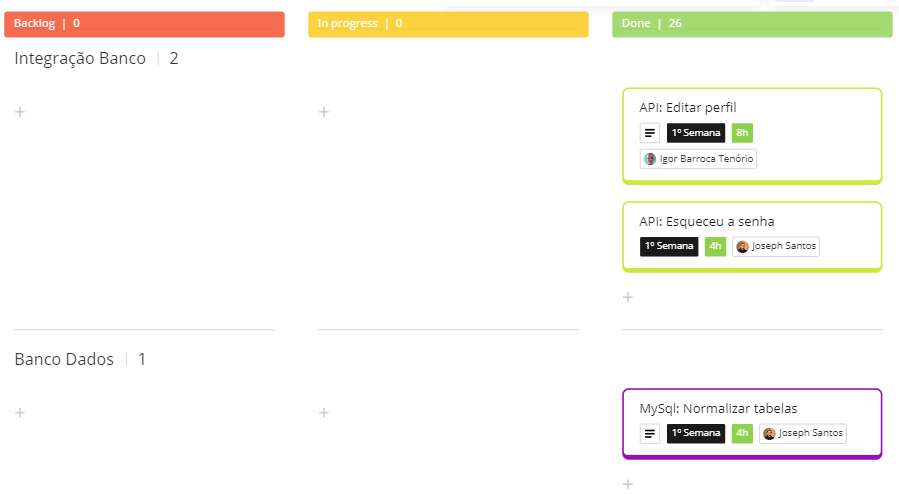 Backlog | 0
In progress | 0
Done | 26
Integração Banco | 2
API: Editar perfil
1º Semana 8h
Igor Barroca Tenório
API: Esqueceu a senha
1º Semana 4h Joseph Santos
Banco Dados | 1
MySql: Normalizar tabelas
1º Semana 4h Joseph Santos